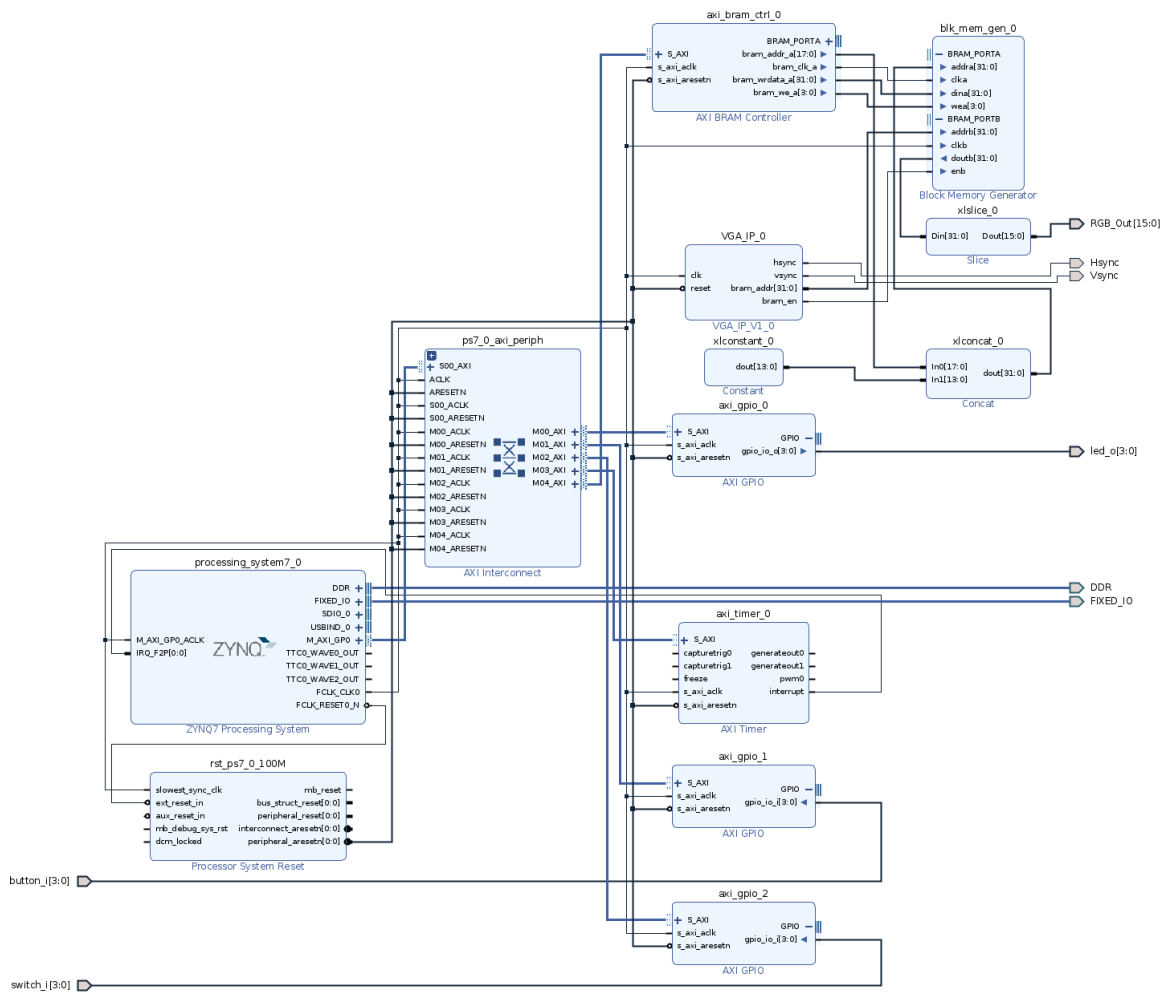 axi_bram_ctrl_0
BRAM_PORTA
S_AXI
bram_addr_a[17:0]
s_axi_aclk
bram_clk_a
s_axi_aresetn
bram_wrdata_a[31:0]
bram_we_a[3:0]
AXI BRAM Controller
blk_mem_gen_0
BRAM_PORTA
addra[31:0]
clka
dina[31:0]
wea[3:0]
BRAM_PORTB
addrb[31:0]
clkb
doutb[31:0]
enb
Block Memory Generator
xlslice_0
Din[31:0] Dout[15:0]
Slice
RGB_Out[15:0]
Hsync
Vsync
VGA_IP_0
hsync
clk
vsync
reset
bram_addr[31:0]
bram_en
VGA_IP_V1_0
xlconstant_0
dout[13:0]
Constant
xlconcat_0
In0[17:0]
In1[13:0]
dout[31:0]
Concat
ps7_0_axi_periph
S00_AXI
ACLK
ARESETN
S00_ACLK
S00_ARESETN
M00_ACLK
M00_ARESETN
M01_ACLK
M01_ARESETN
M02_ACLK
M02_ARESETN
M03_ACLK
M03_ARESETN
M04_ACLK
M04_ARESETN
M00_AXI
M01_AXI
M02_AXI
M03_AXI
M04_AXI
AXI Interconnect
axi_gpio_0
S_AXI
s_axi_aclk
s_axi_aresetn
GPIO
gpio_io_o[3:0]
AXI GPIO
led_o[3:0]
processing_system7_0
DDR
FIXED_IO
SDIO_0
USBIND_0
M_AXI_GP0
TTC0_WAVE0_OUT
TTC0_WAVE1_OUT
TTC0_WAVE2_OUT
FCLK_CLK0
FCLK_RESET0_N
M_AXI_GP0_ACLK
IRQ_F2P[0:0]
ZYNQ
ZYNQ7 Processing System
DDR
FIXED_IO
axi_timer_0
S_AXI
capturetrig0
capturetrig1
freeze
s_axi_aclk
s_axi_aresetn
generateout0
generateout1
pwm0
interrupt
AXI Timer
rst_ps7_0_100M
slowest_sync_clk
ext_reset_in
aux_reset_in
mb_debug_sys_rst
dcm_locked
mb_reset
bus_struct_reset[0:0]
peripheral_reset[0:0]
interconnect_aresetn[0:0]
peripheral_aresetn[0:0]
Processor System Reset
axi_gpio_1
S_AXI
s_axi_aclk
s_axi_aresetn
GPIO
gpio_io_i[3:0]
AXI GPIO
button_i[3:0]
axi_gpio_2
S_AXI
s_axi_aclk
s_axi_aresetn
GPIO
gpio_io_i[3:0]
AXI GPIO
switch_i[3:0]